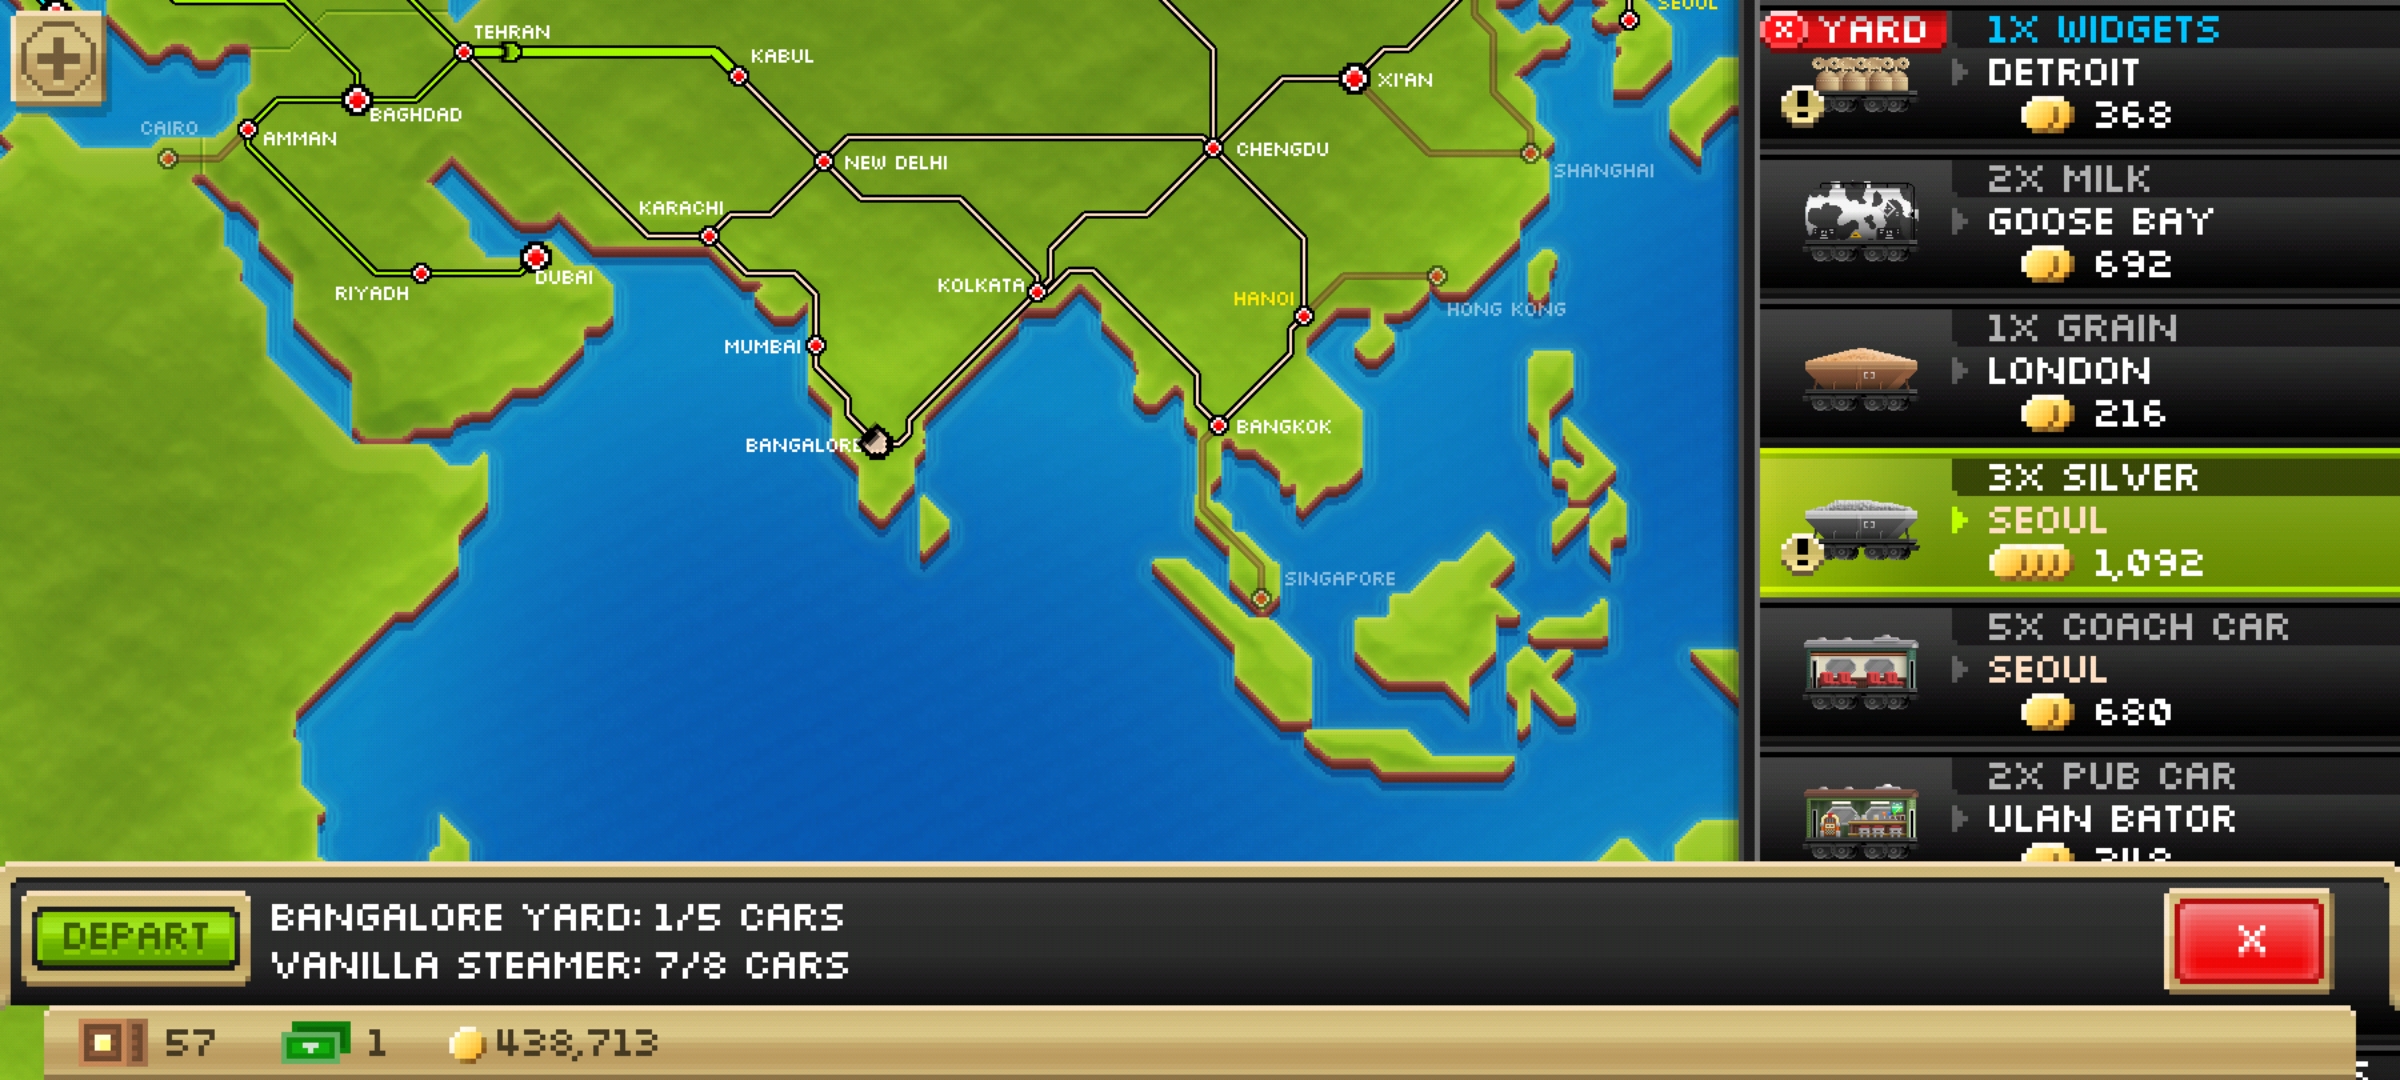 SEOUL
TEHRAN
KABUL
BAGHDAD
XI'AN
CAIRO
AMMAN
NEW DELHI
CHENGDU
SHANGHAI
KARACHI
DUBAI
RIYADH
KOLKATA
HANOI
HONG KONG
MUMBAI
BANGALORE
BANGKOK
SINGAPORE
X YARD
1X WIDGETS
DETROIT
368
2X MILK
GOOSE BAY
692
1X GRAIN
LONDON
216
3X SILVER
SEOUL
1,092
5X COACH CAR
SEOUL
680
2X PUB CAR
ULAN BATOR
DEPART
BANGALORE YARD: 1/5 CARS
VANILLA STEAMER: 7/8 CARS
X
57
1
438,713